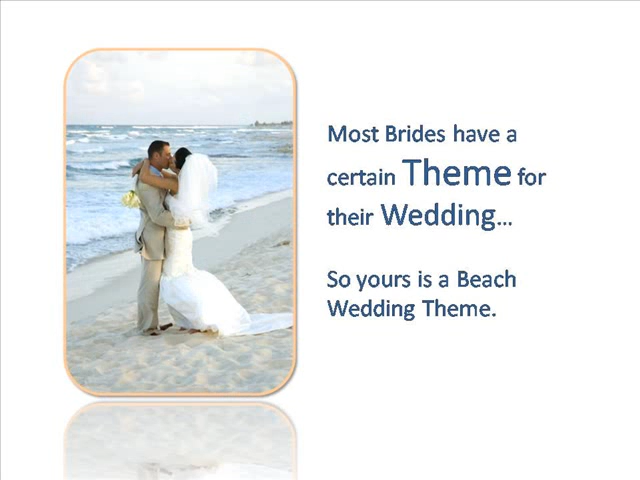 Most Brides have a
certain Theme for
their Wedding...
So yours is a Beach
Wedding Theme.